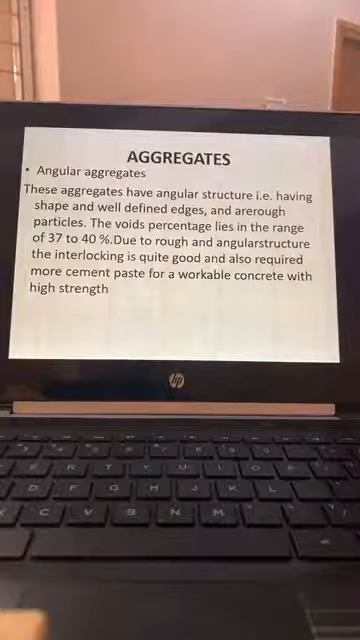 AGGREGATES
• Angular aggregates
These aggregates have angular structure i.e. having
shape and well defined edges, and arerough
particles. The voids percentage lies in the range
of 37 to 40 %.Due to rough and angularstructure
the interlocking is quite good and also required
more cement paste for a workable concrete with
high strength
hp
E R T Y U I O
D F G H J K L
C V B N M